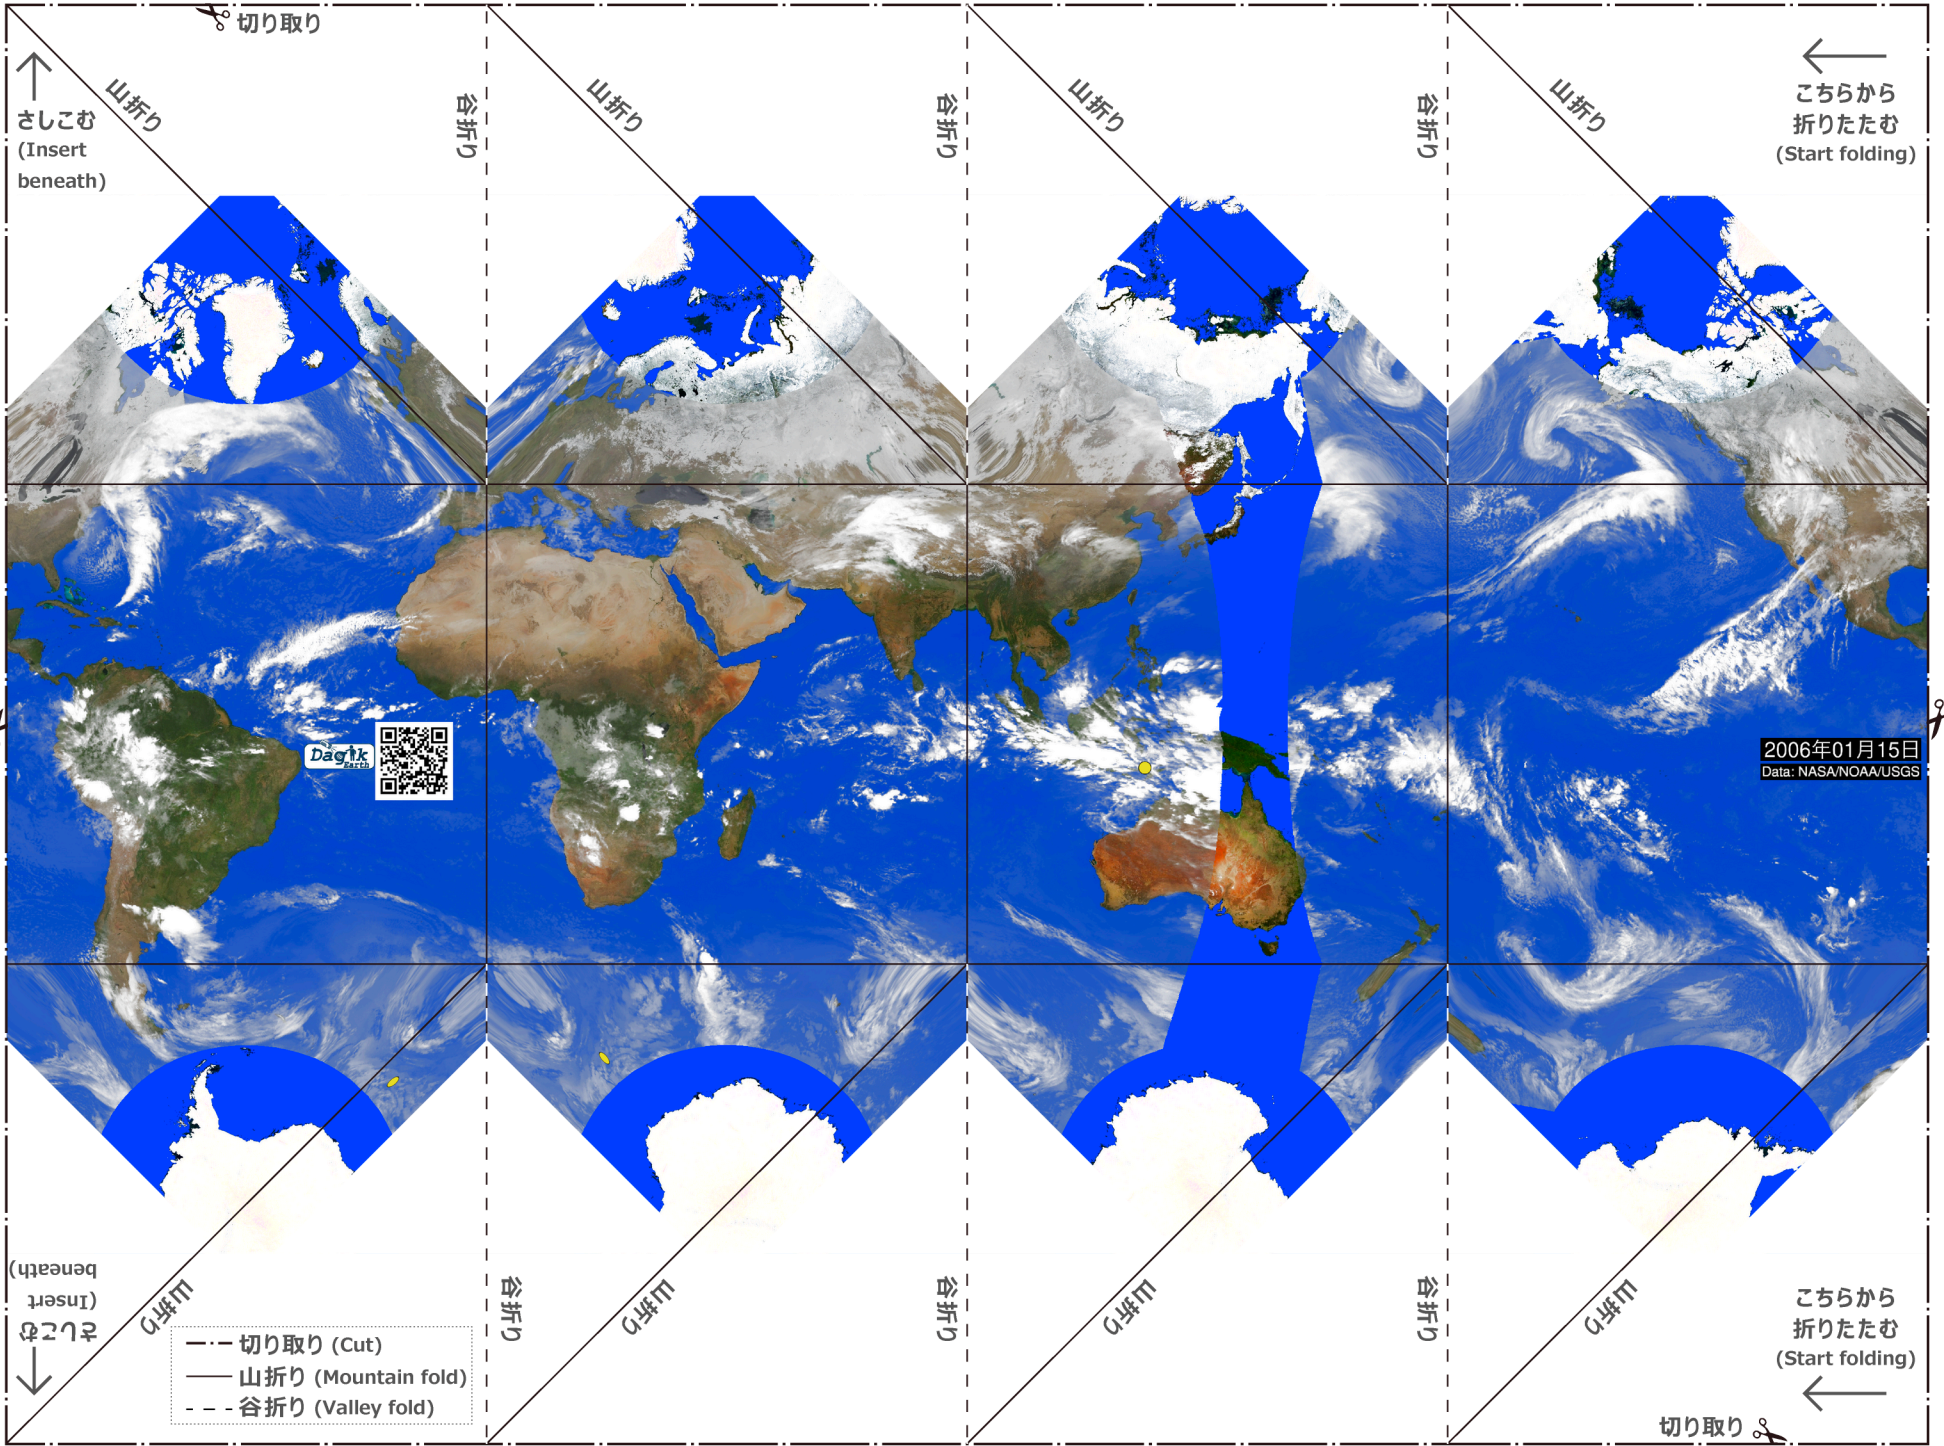 切り取り
山折り
谷折り
山折り
谷折り
山折り
谷折り
山折り
さしこむ
(Insert
beneath)
こちらから
折りたたむ
(Start folding)
Dagik
Earth
2006年01月15日
Data: NASA/NOAA/USGS
さしこむ
(Insert
beneath)
山折り
谷折り
山折り
谷折り
山折り
谷折り
山折り
切り取り (Cut)
山折り (Mountain fold)
谷折り (Valley fold)
こちらから
折りたたむ
(Start folding)
切り取り